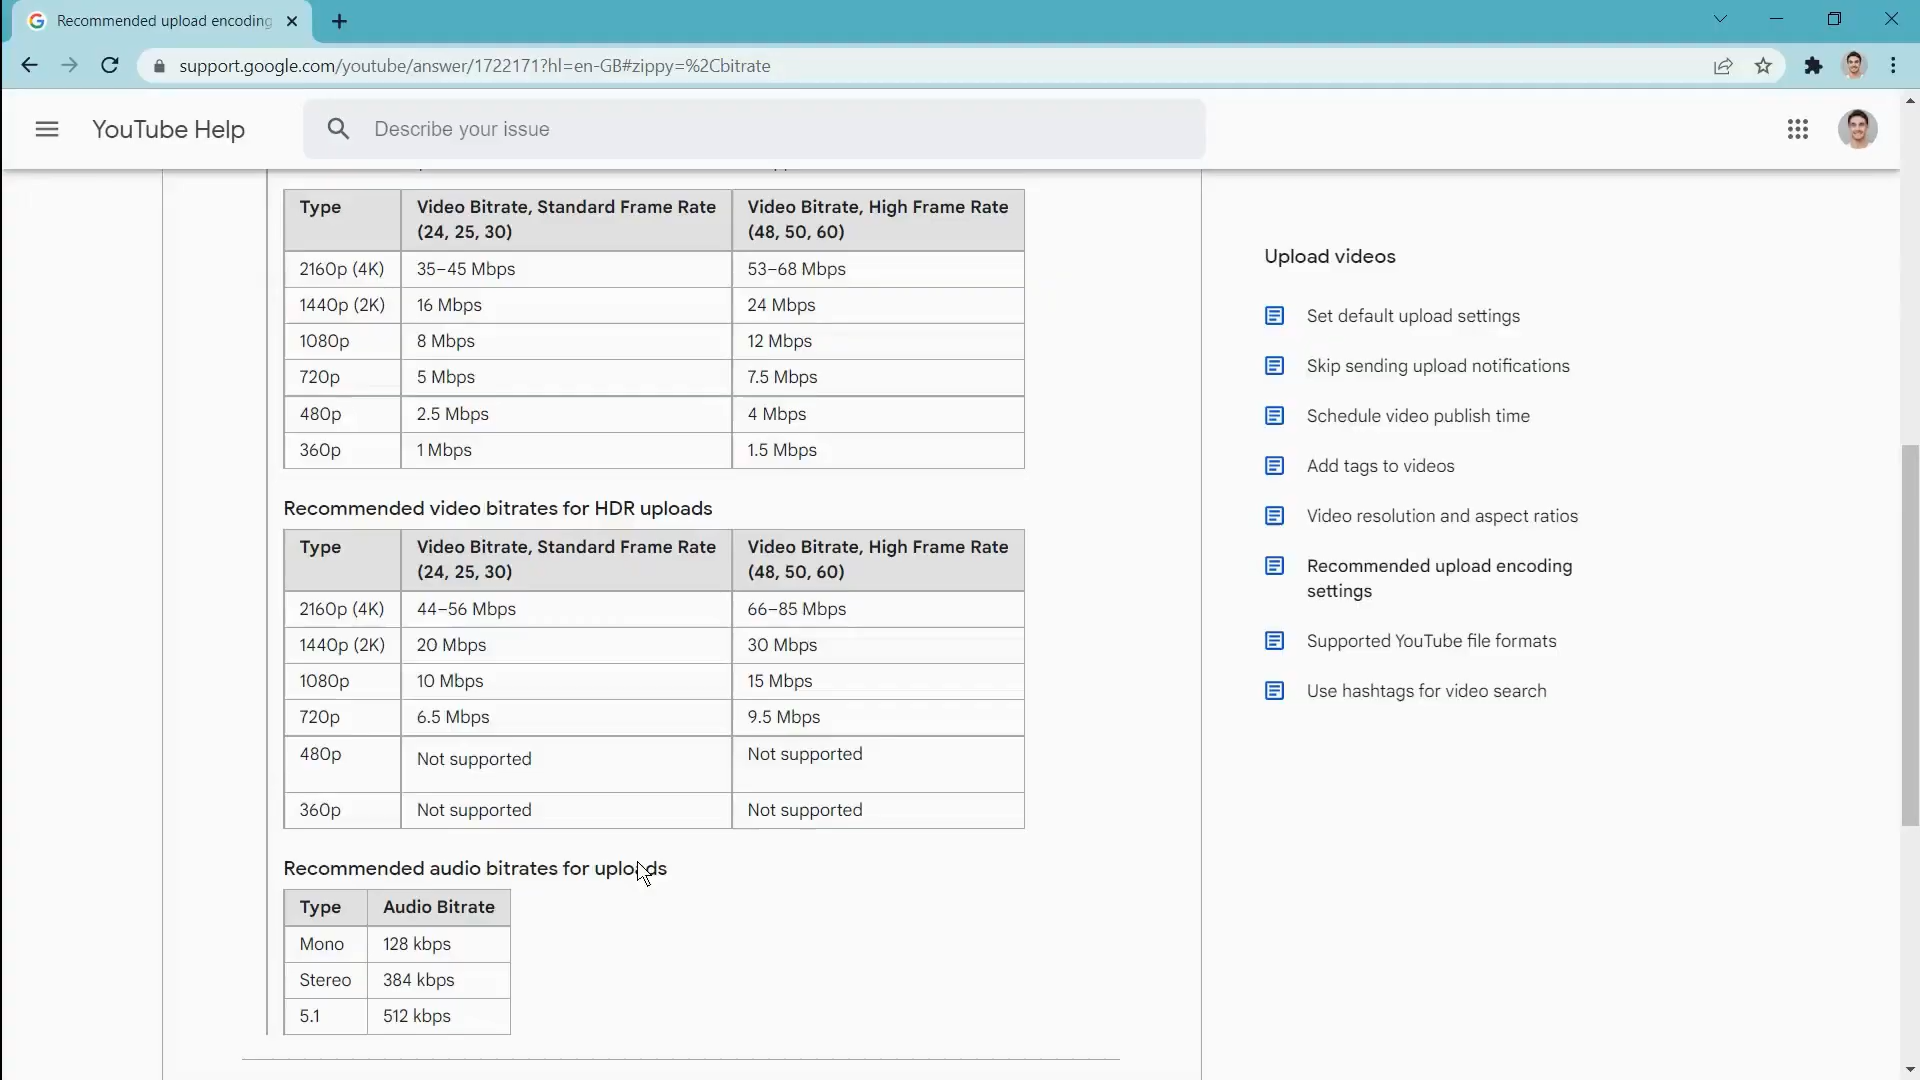 Recommended upload encoding
support.google.com/youtube/answer/1722171?hl=en-GB#zippy=%2Cbitrate
YouTube Help
Describe your issue
Type Video Bitrate, Standard Frame Rate (24, 25, 30) Video Bitrate, High Frame Rate (48, 50, 60)
2160p (4K) 35–45 Mbps 53–68 Mbps
1440p (2K) 16 Mbps 24 Mbps
1080p 8 Mbps 12 Mbps
720p 5 Mbps 7.5 Mbps
480p 2.5 Mbps 4 Mbps
360p 1 Mbps 1.5 Mbps
Recommended video bitrates for HDR uploads
Type Video Bitrate, Standard Frame Rate (24, 25, 30) Video Bitrate, High Frame Rate (48, 50, 60)
2160p (4K) 44–56 Mbps 66–85 Mbps
1440p (2K) 20 Mbps 30 Mbps
1080p 10 Mbps 15 Mbps
720p 6.5 Mbps 9.5 Mbps
480p Not supported Not supported
360p Not supported Not supported
Recommended audio bitrates for uploads
Type Audio Bitrate
Mono 128 kbps
Stereo 384 kbps
5.1 512 kbps
Upload videos
Set default upload settings
Skip sending upload notifications
Schedule video publish time
Add tags to videos
Video resolution and aspect ratios
Recommended upload encoding
settings
Supported YouTube file formats
Use hashtags for video search